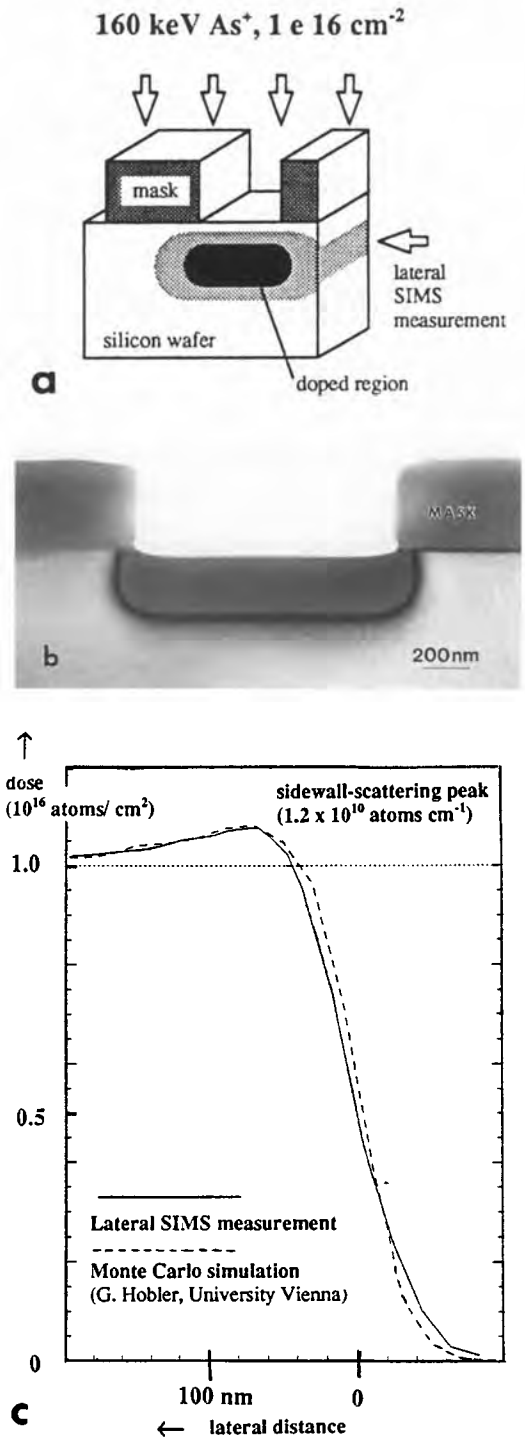 160 keV As⁺, 1 e 16 cm⁻²
mask
lateral
SIMS
measurement
silicon wafer
doped region
a
MASK
b
200nm
↑
dose
(10¹⁶ atoms/ cm²)
sidewall-scattering peak
(1.2 x 10¹⁰ atoms cm⁻¹)
1.0
0.5
Lateral SIMS measurement
Monte Carlo simulation
(G. Hobler, University Vienna)
0
100 nm
0
c
← lateral distance